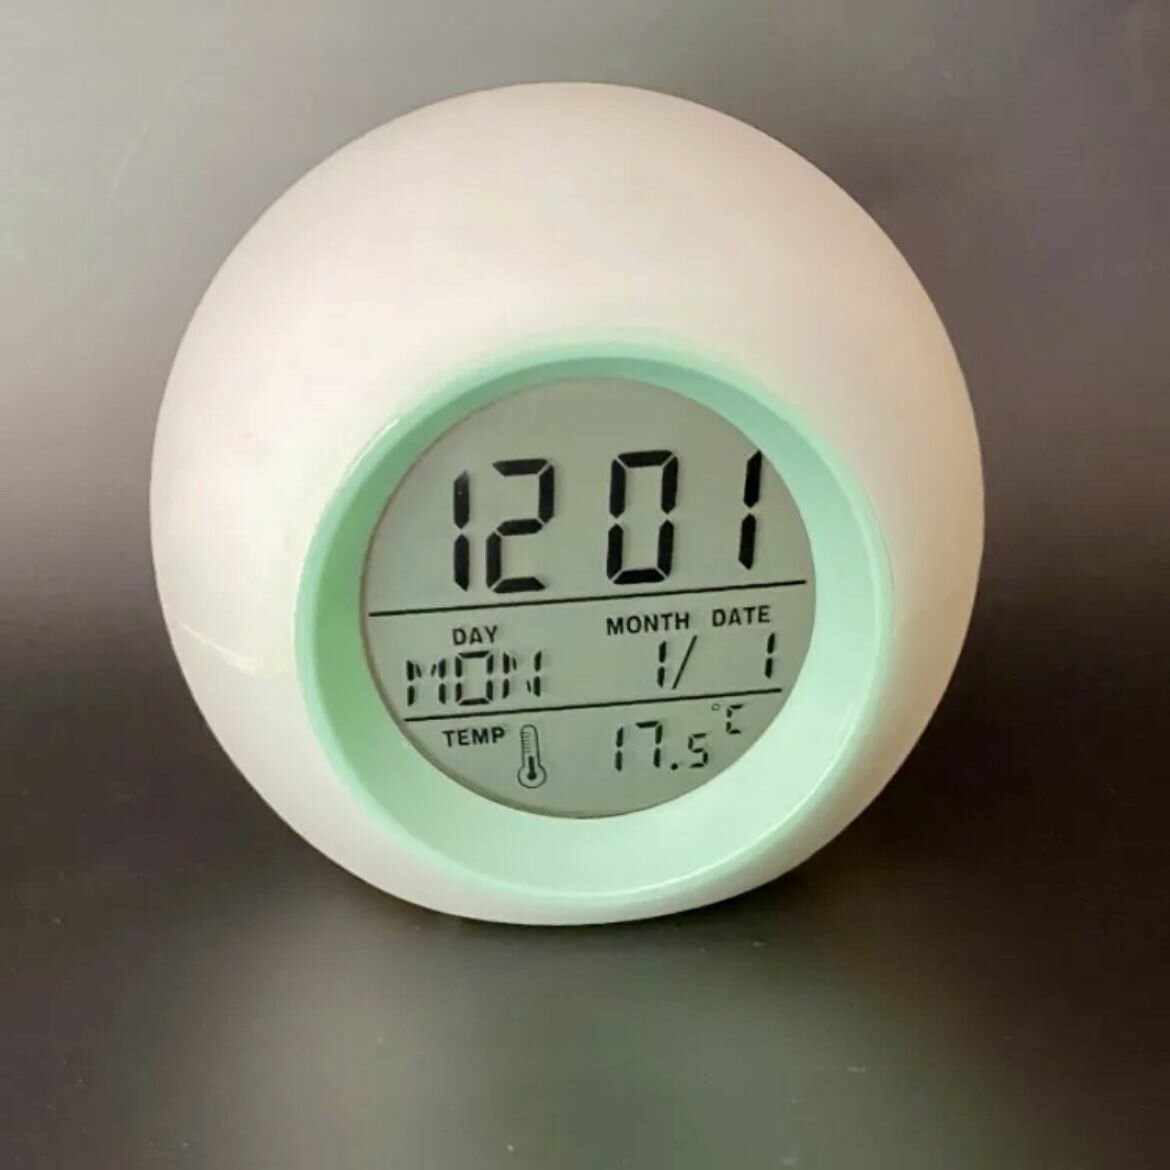 12 01
DAY MONTH DATE
MON 1/ 1
TEMP 17.5 °C